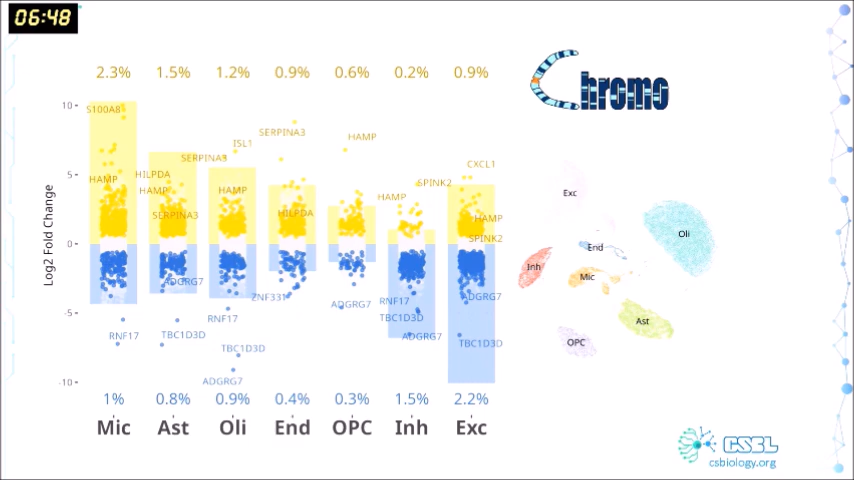 06:48
2.3% 1.5% 1.2% 0.9% 0.6% 0.2% 0.9%
hromo
Log2 Fold Change
10
5
0
-5
-10
S100A8
HAMP
HILPDA
HAMP
SERPINA3
SERPINA3
ISL1
HAMP
SERPINA3
HILPDA
HAMP
HAMP
SPINK2
CXCL1
HAMP
SPINK2
RNF17
ADGRG7
TBC1D3D
RNF17
TBC1D3D
ADGRG7
ZNF331
ADGRG7
RNF17
TBC1D3D
ADGRG7
ADGRG7
TBC1D3D
1% 0.8% 0.9% 0.4% 0.3% 1.5% 2.2%
Mic Ast Oli End OPC Inh Exc
Exc
Oli
End
Inh
Mic
Ast
OPC
CSBL
csbiology.org